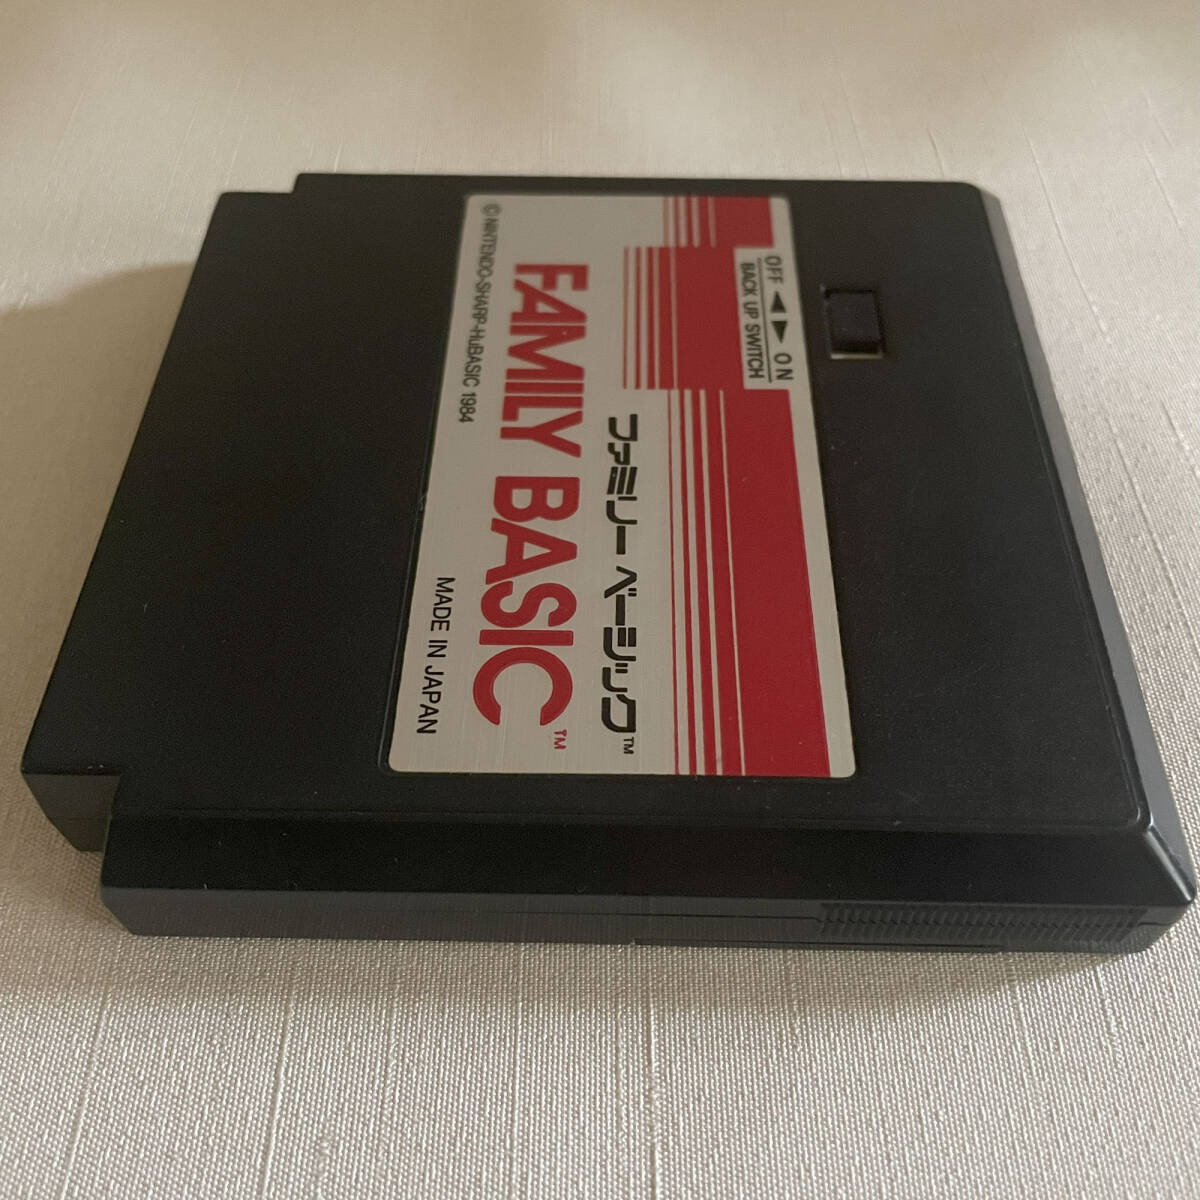 OFF ◀▶ ON
BACK UP SWITCH
ファミリー ベーシック™
FAMILY BASIC™
©NINTENDO-SHARP-HuBASIC 1984
MADE IN JAPAN